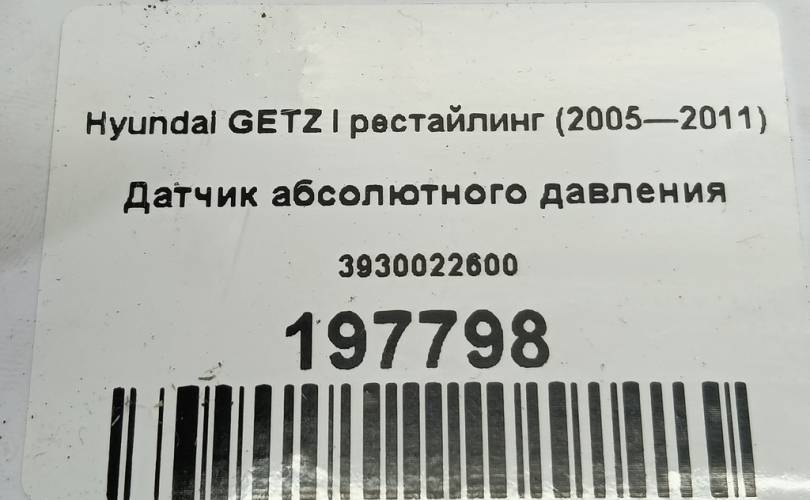 Hyundai GETZ I рестайлинг (2005—2011)
Датчик абсолютного давления
3930022600
197798